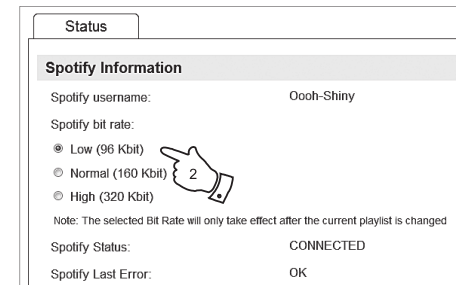 Status
Spotify Information
Spotify username: Oooh-Shiny
Spotify bit rate:
Low (96 Kbit)
Normal (160 Kbit) 2
High (320 Kbit)
Note: The selected Bit Rate will only take effect after the current playlist is changed
Spotify Status: CONNECTED
Spotify Last Error: OK